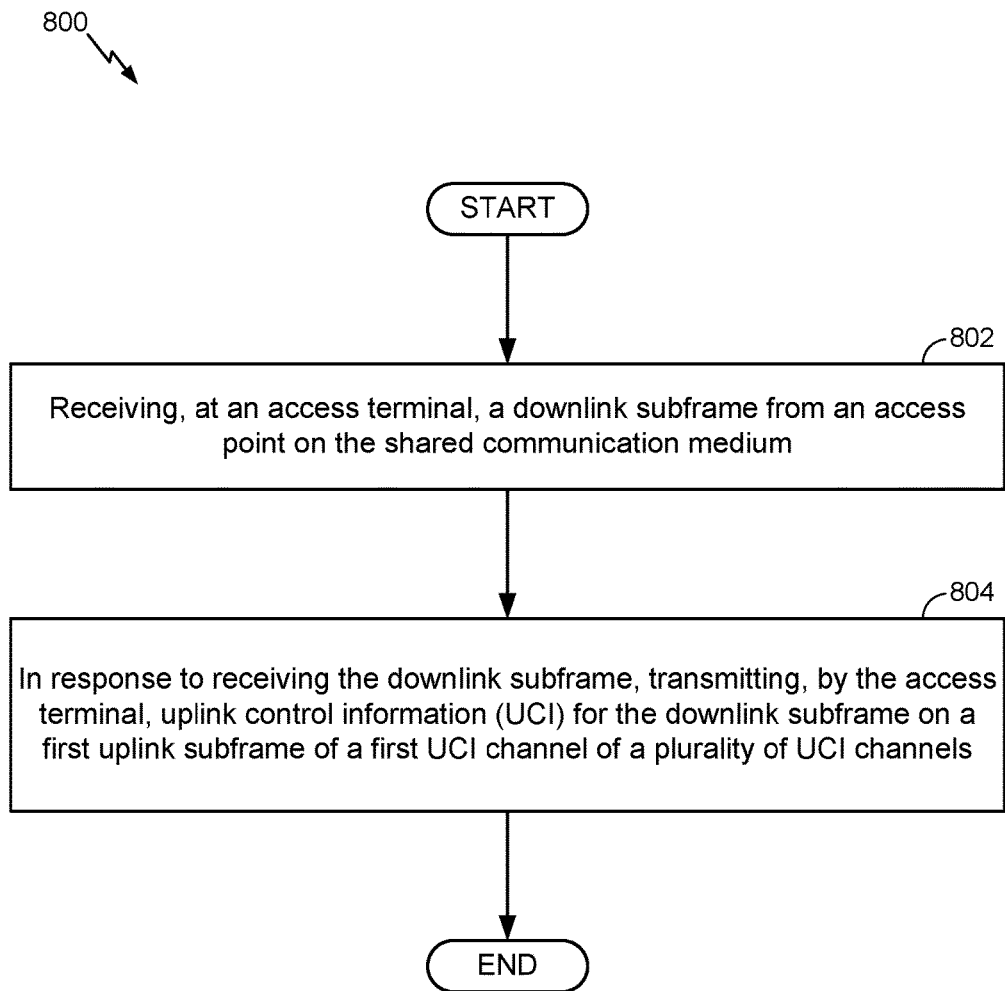 800
START
802
Receiving, at an access terminal, a downlink subframe from an access
point on the shared communication medium
804
In response to receiving the downlink subframe, transmitting, by the access
terminal, uplink control information (UCI) for the downlink subframe on a
first uplink subframe of a first UCI channel of a plurality of UCI channels
END